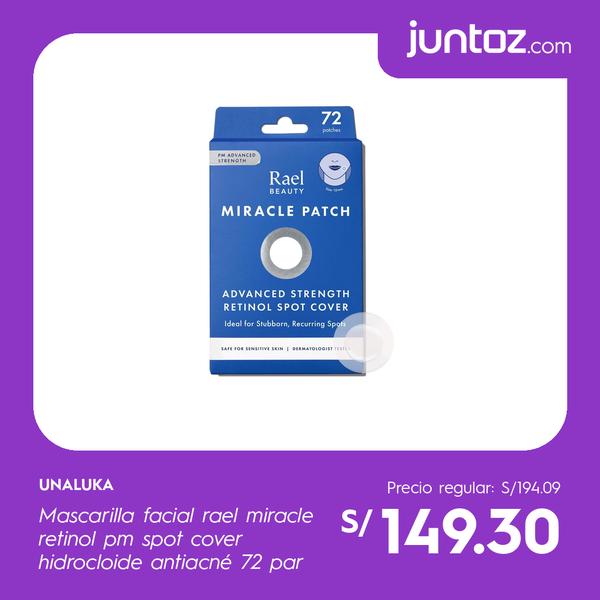 juntoz.com
72
patches
PM ADVANCED
STRENGTH
Rael
BEAUTY
MIRACLE PATCH
ADVANCED STRENGTH
RETINOL SPOT COVER
Ideal for Stubborn, Recurring Spots
SAFE FOR SENSITIVE SKIN | DERMATOLOGIST TESTED
UNALUKA
Mascarilla facial rael miracle
retinol pm spot cover
hidrocloide antiacné 72 par
Precio regular: S/194.09
S/149.30